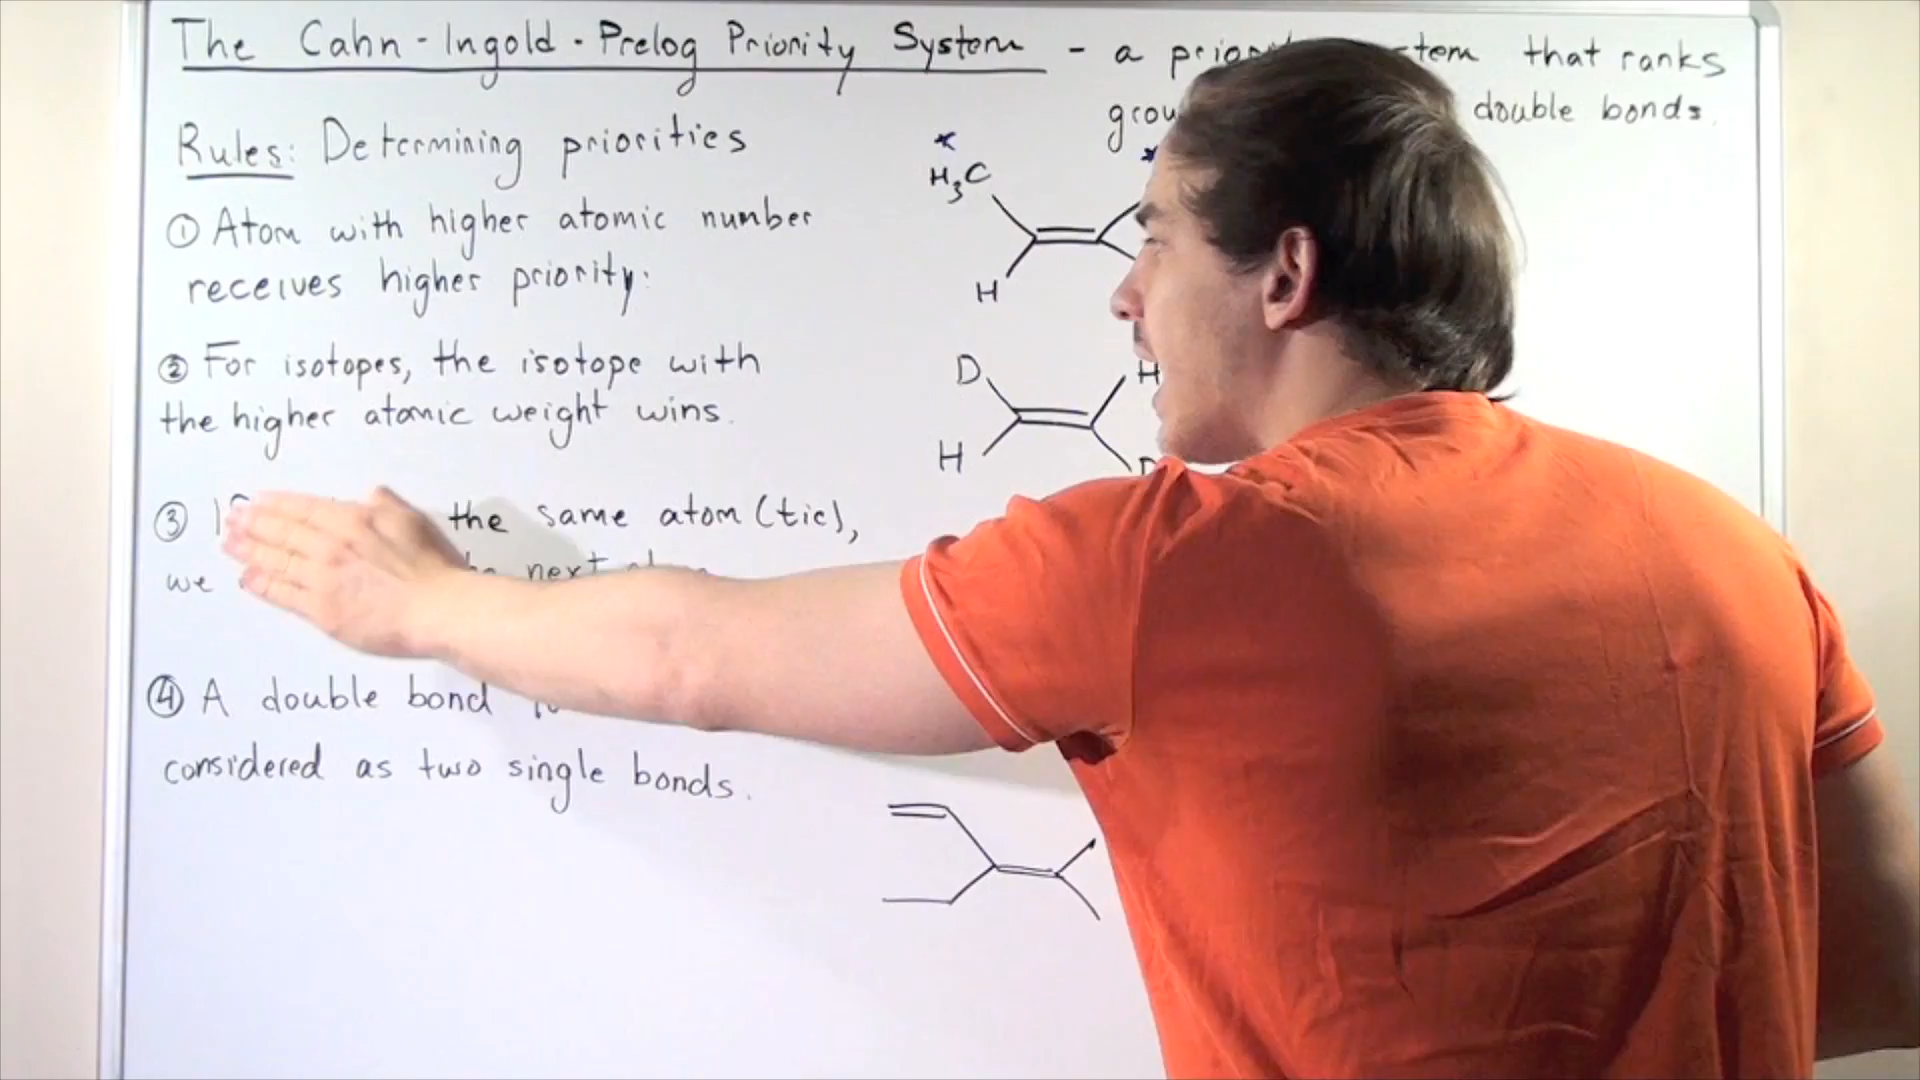 The Cahn-Ingold-Prelog Priority System - a tem that ranks
double bonds.
Rules: Determining priorities
H₃C
① Atom with higher atomic number
receives higher priority:
H
② For isotopes, the isotope with
the higher atomic weight wins.
D H
H
③ the same atom (tie),
we next
④ A double bond
considered as two single bonds.